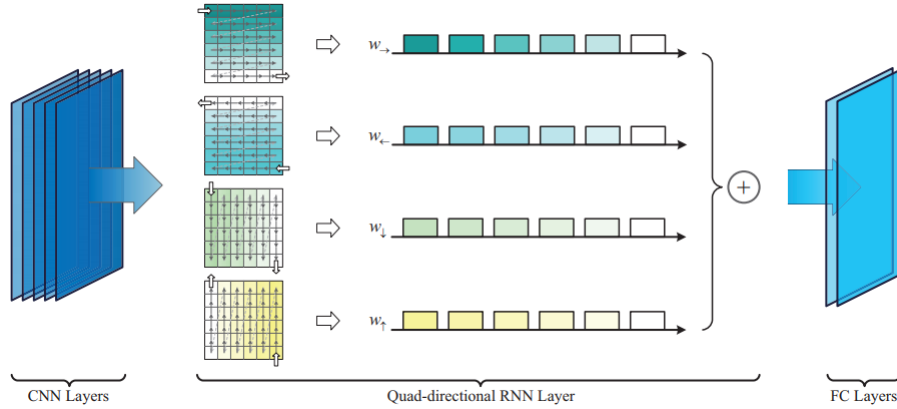 w→
w←
w↓
w↑
+
CNN Layers
Quad-directional RNN Layer
FC Layers